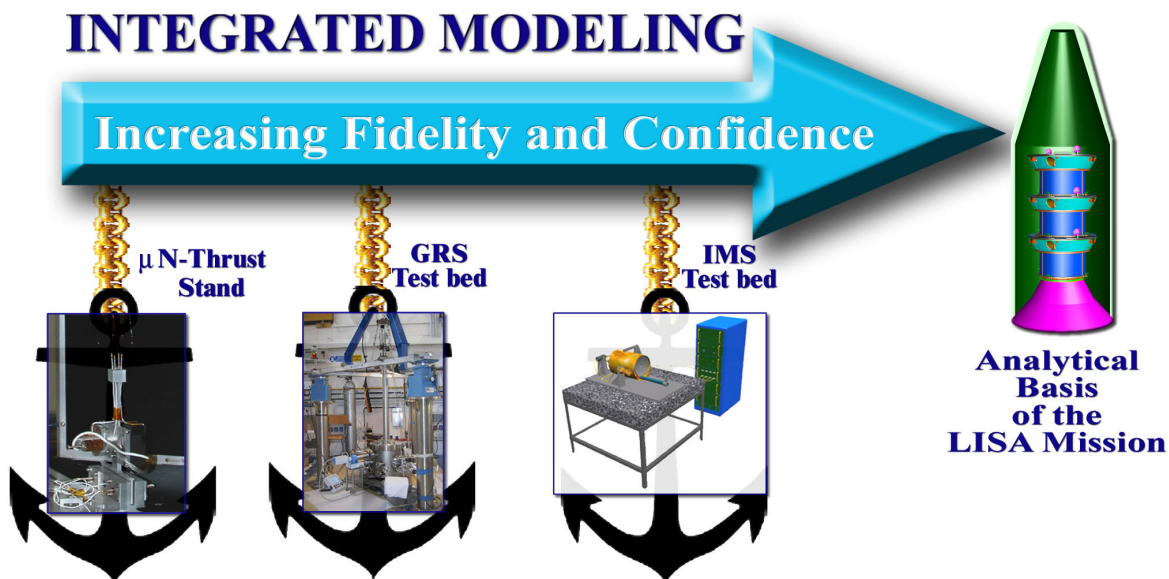 INTEGRATED MODELING
Increasing Fidelity and Confidence
μ N-Thrust
Stand
GRS
Test bed
IMS
Test bed
Analytical
Basis
of the
LISA Mission